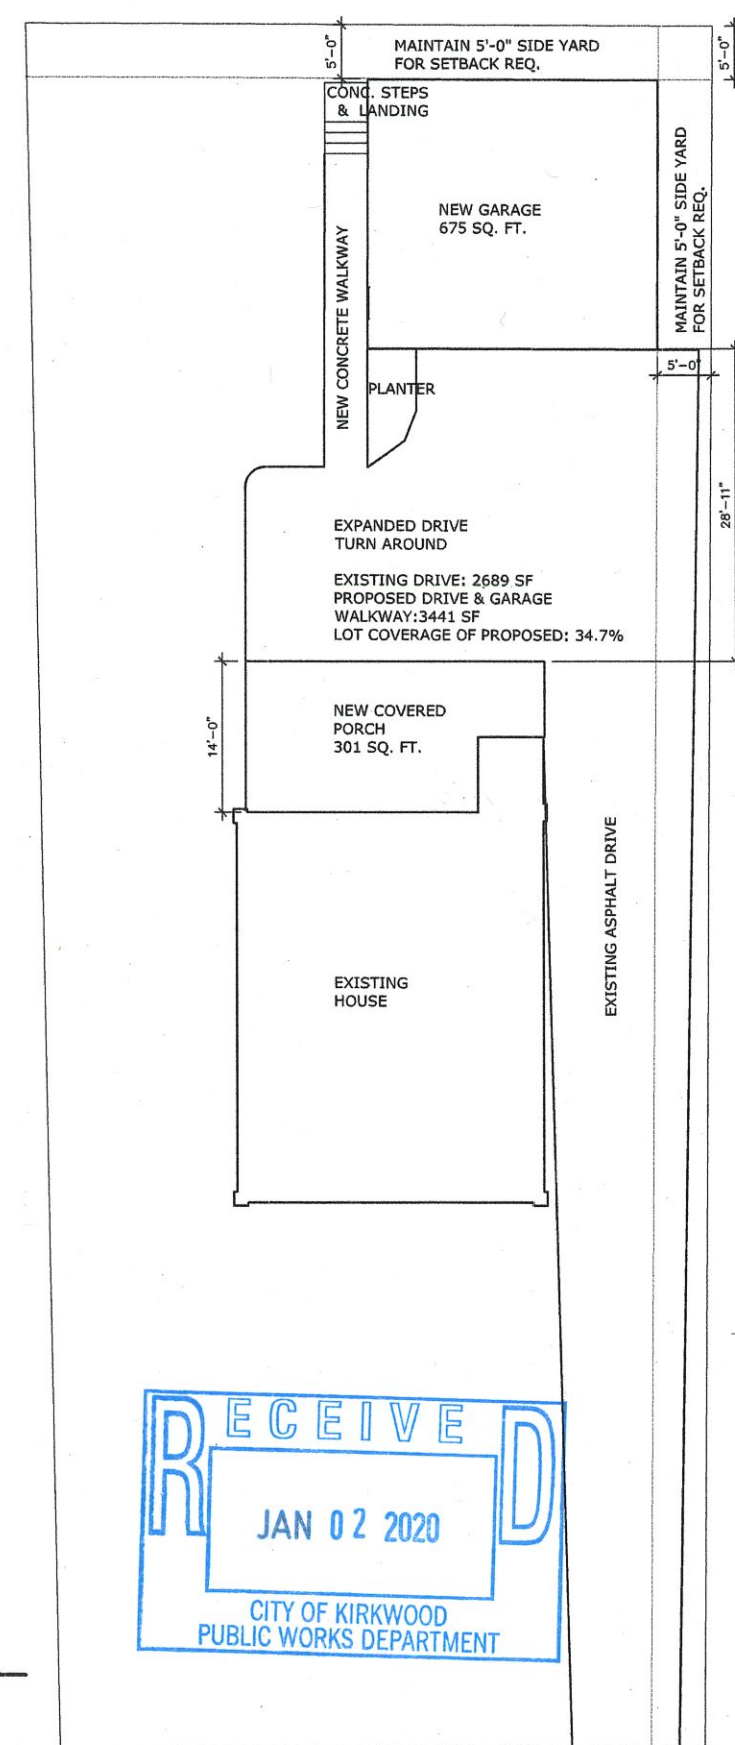 5'-0"
MAINTAIN 5'-0" SIDE YARD
FOR SETBACK REQ.
5'-0"
CONC. STEPS
& LANDING
NEW GARAGE
675 SQ. FT.
MAINTAIN 5'-0" SIDE YARD
FOR SETBACK REQ.
NEW CONCRETE WALKWAY
5'-0"
PLANTER
28'-11"
EXPANDED DRIVE
TURN AROUND
EXISTING DRIVE: 2689 SF
PROPOSED DRIVE & GARAGE
WALKWAY:3441 SF
LOT COVERAGE OF PROPOSED: 34.7%
14'-0"
NEW COVERED
PORCH
301 SQ. FT.
EXISTING ASPHALT DRIVE
EXISTING
HOUSE
RECEIVED
JAN 02 2020
CITY OF KIRKWOOD
PUBLIC WORKS DEPARTMENT